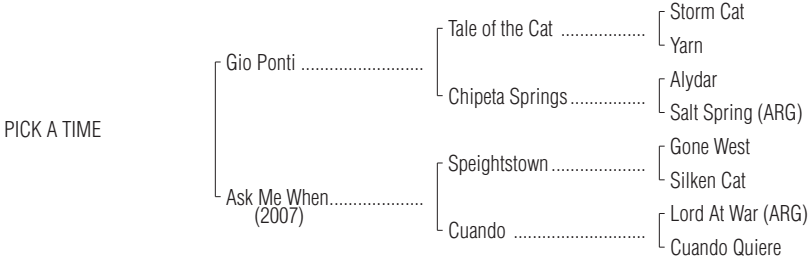 Storm Cat
Tale of the Cat ..................
Yarn
Gio Ponti ..........................
Alydar
Chipeta Springs................
Salt Spring (ARG)
PICK A TIME
Gone West
Speightstown....................
Silken Cat
Ask Me When....................
(2007)
Lord At War (ARG)
Cuando ............................
Cuando Quiere